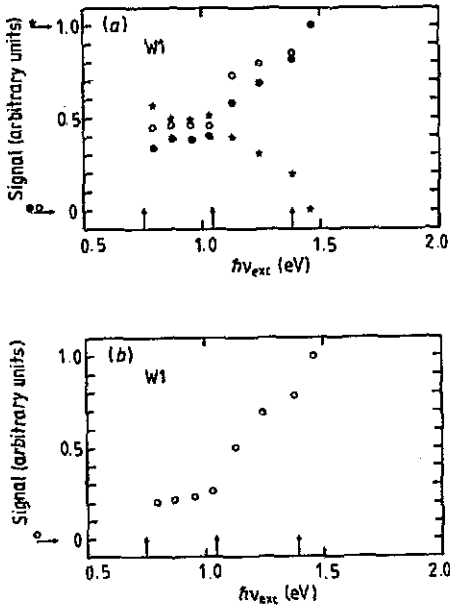 (a)
W1
Signal (arbitrary units)
1.0
0.5
0
0.5 1.0 1.5 2.0
ħν_exc (eV)
(b)
W1
Signal (arbitrary units)
1.0
0.5
0
0.5 1.0 1.5 2.0
ħν_exc (eV)